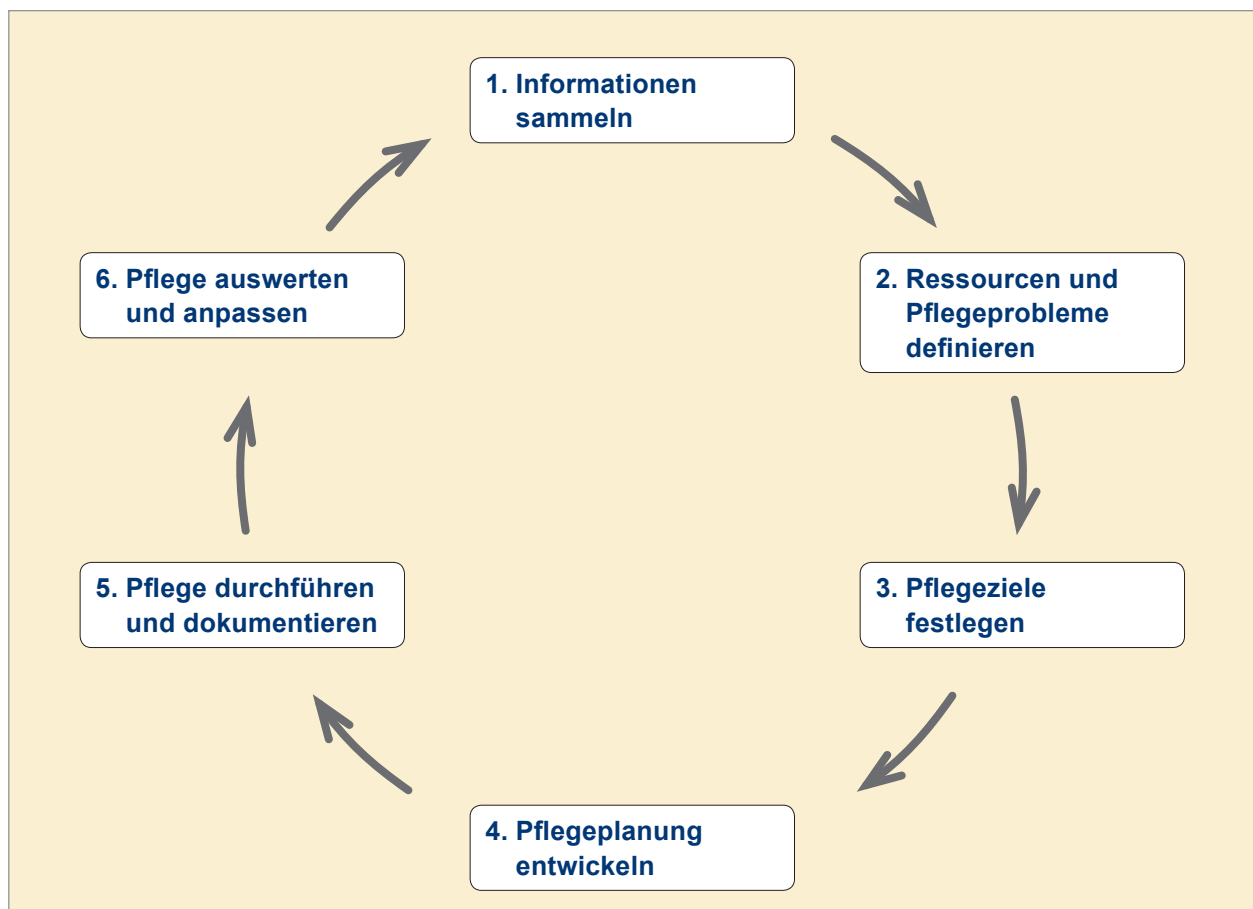 1. Informationen
sammeln
2. Ressourcen und
Pflegeprobleme
definieren
3. Pflegeziele
festlegen
4. Pflegeplanung
entwickeln
5. Pflege durchführen
und dokumentieren
6. Pflege auswerten
und anpassen